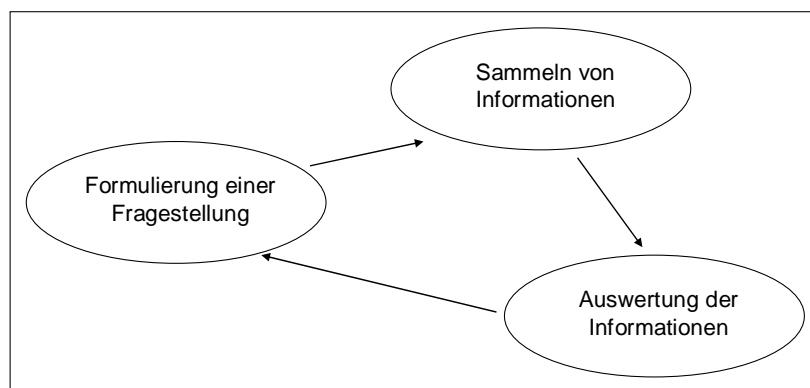 Sammeln von
Informationen
Formulierung einer
Fragestellung
Auswertung der
Informationen